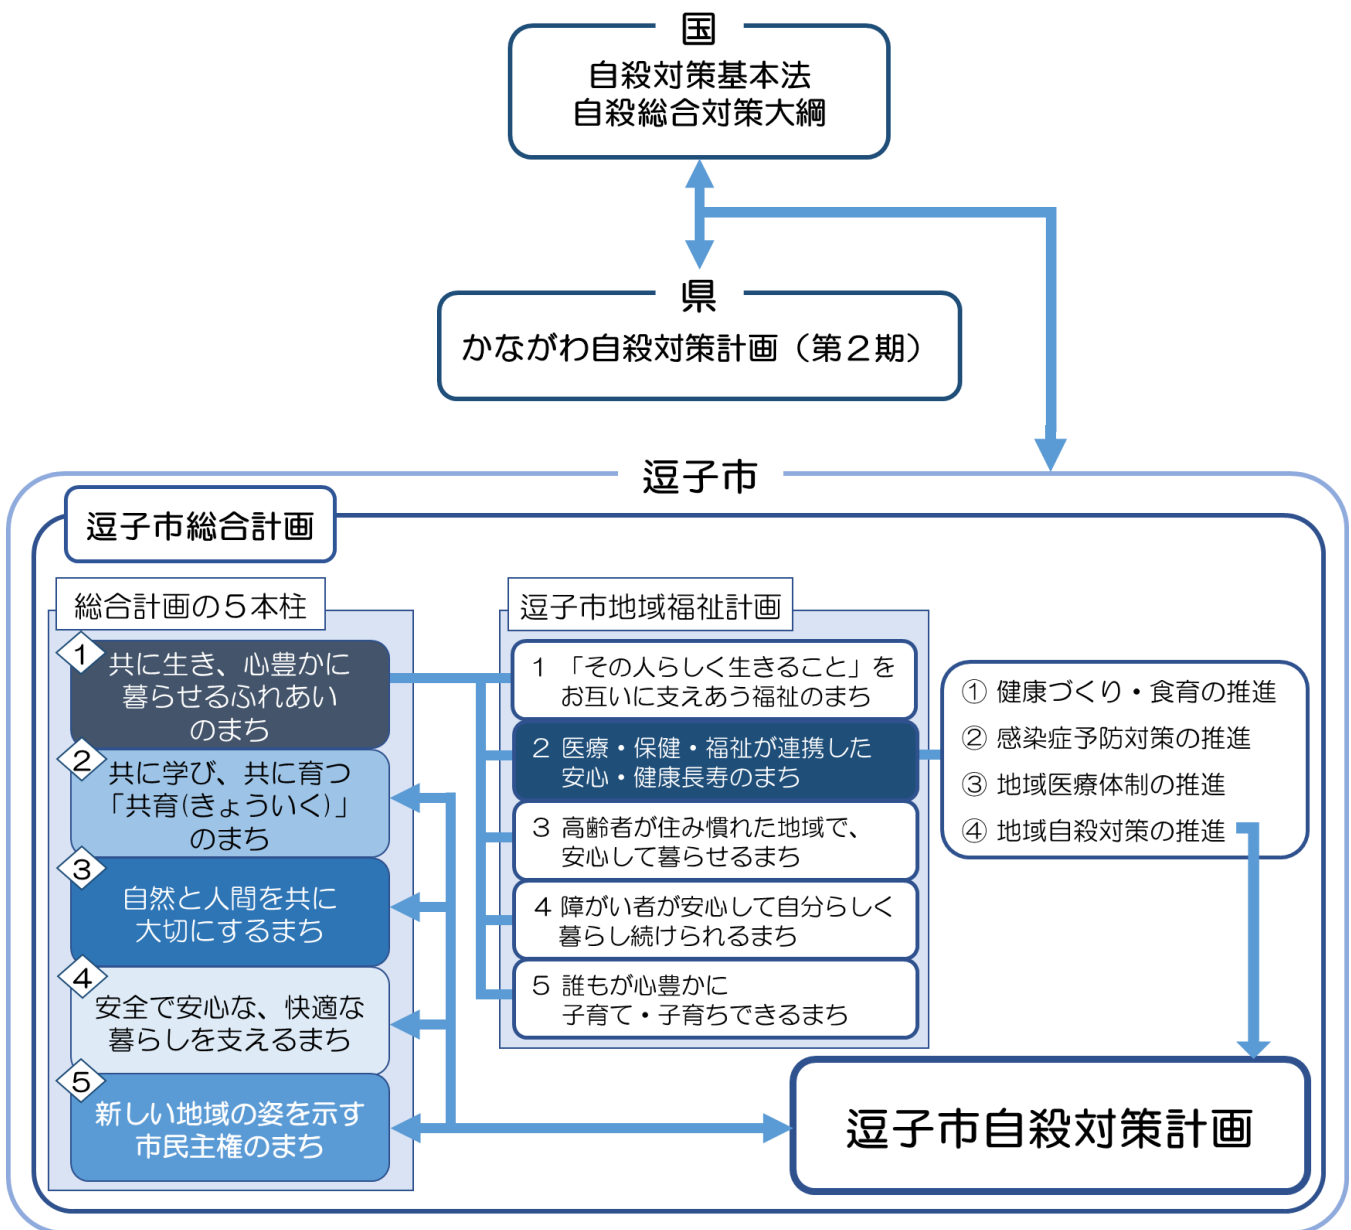 国
自殺対策基本法
自殺総合対策大綱
県
かながわ自殺対策計画（第２期）
逗子市
逗子市総合計画
総合計画の５本柱
1
共に生き、心豊かに
暮らせるふれあい
のまち
2
共に学び、共に育つ
「共育(きょういく)」
のまち
3
自然と人間を共に
大切にするまち
4
安全で安心な、快適な
暮らしを支えるまち
5
新しい地域の姿を示す
市民主権のまち
逗子市地域福祉計画
１ 「その人らしく生きること」を
お互いに支えあう福祉のまち
２ 医療・保健・福祉が連携した
安心・健康長寿のまち
３ 高齢者が住み慣れた地域で、
安心して暮らせるまち
４ 障がい者が安心して自分らしく
暮らし続けられるまち
５ 誰もが心豊かに
子育て・子育ちできるまち
① 健康づくり・食育の推進
② 感染症予防対策の推進
③ 地域医療体制の推進
④ 地域自殺対策の推進
逗子市自殺対策計画